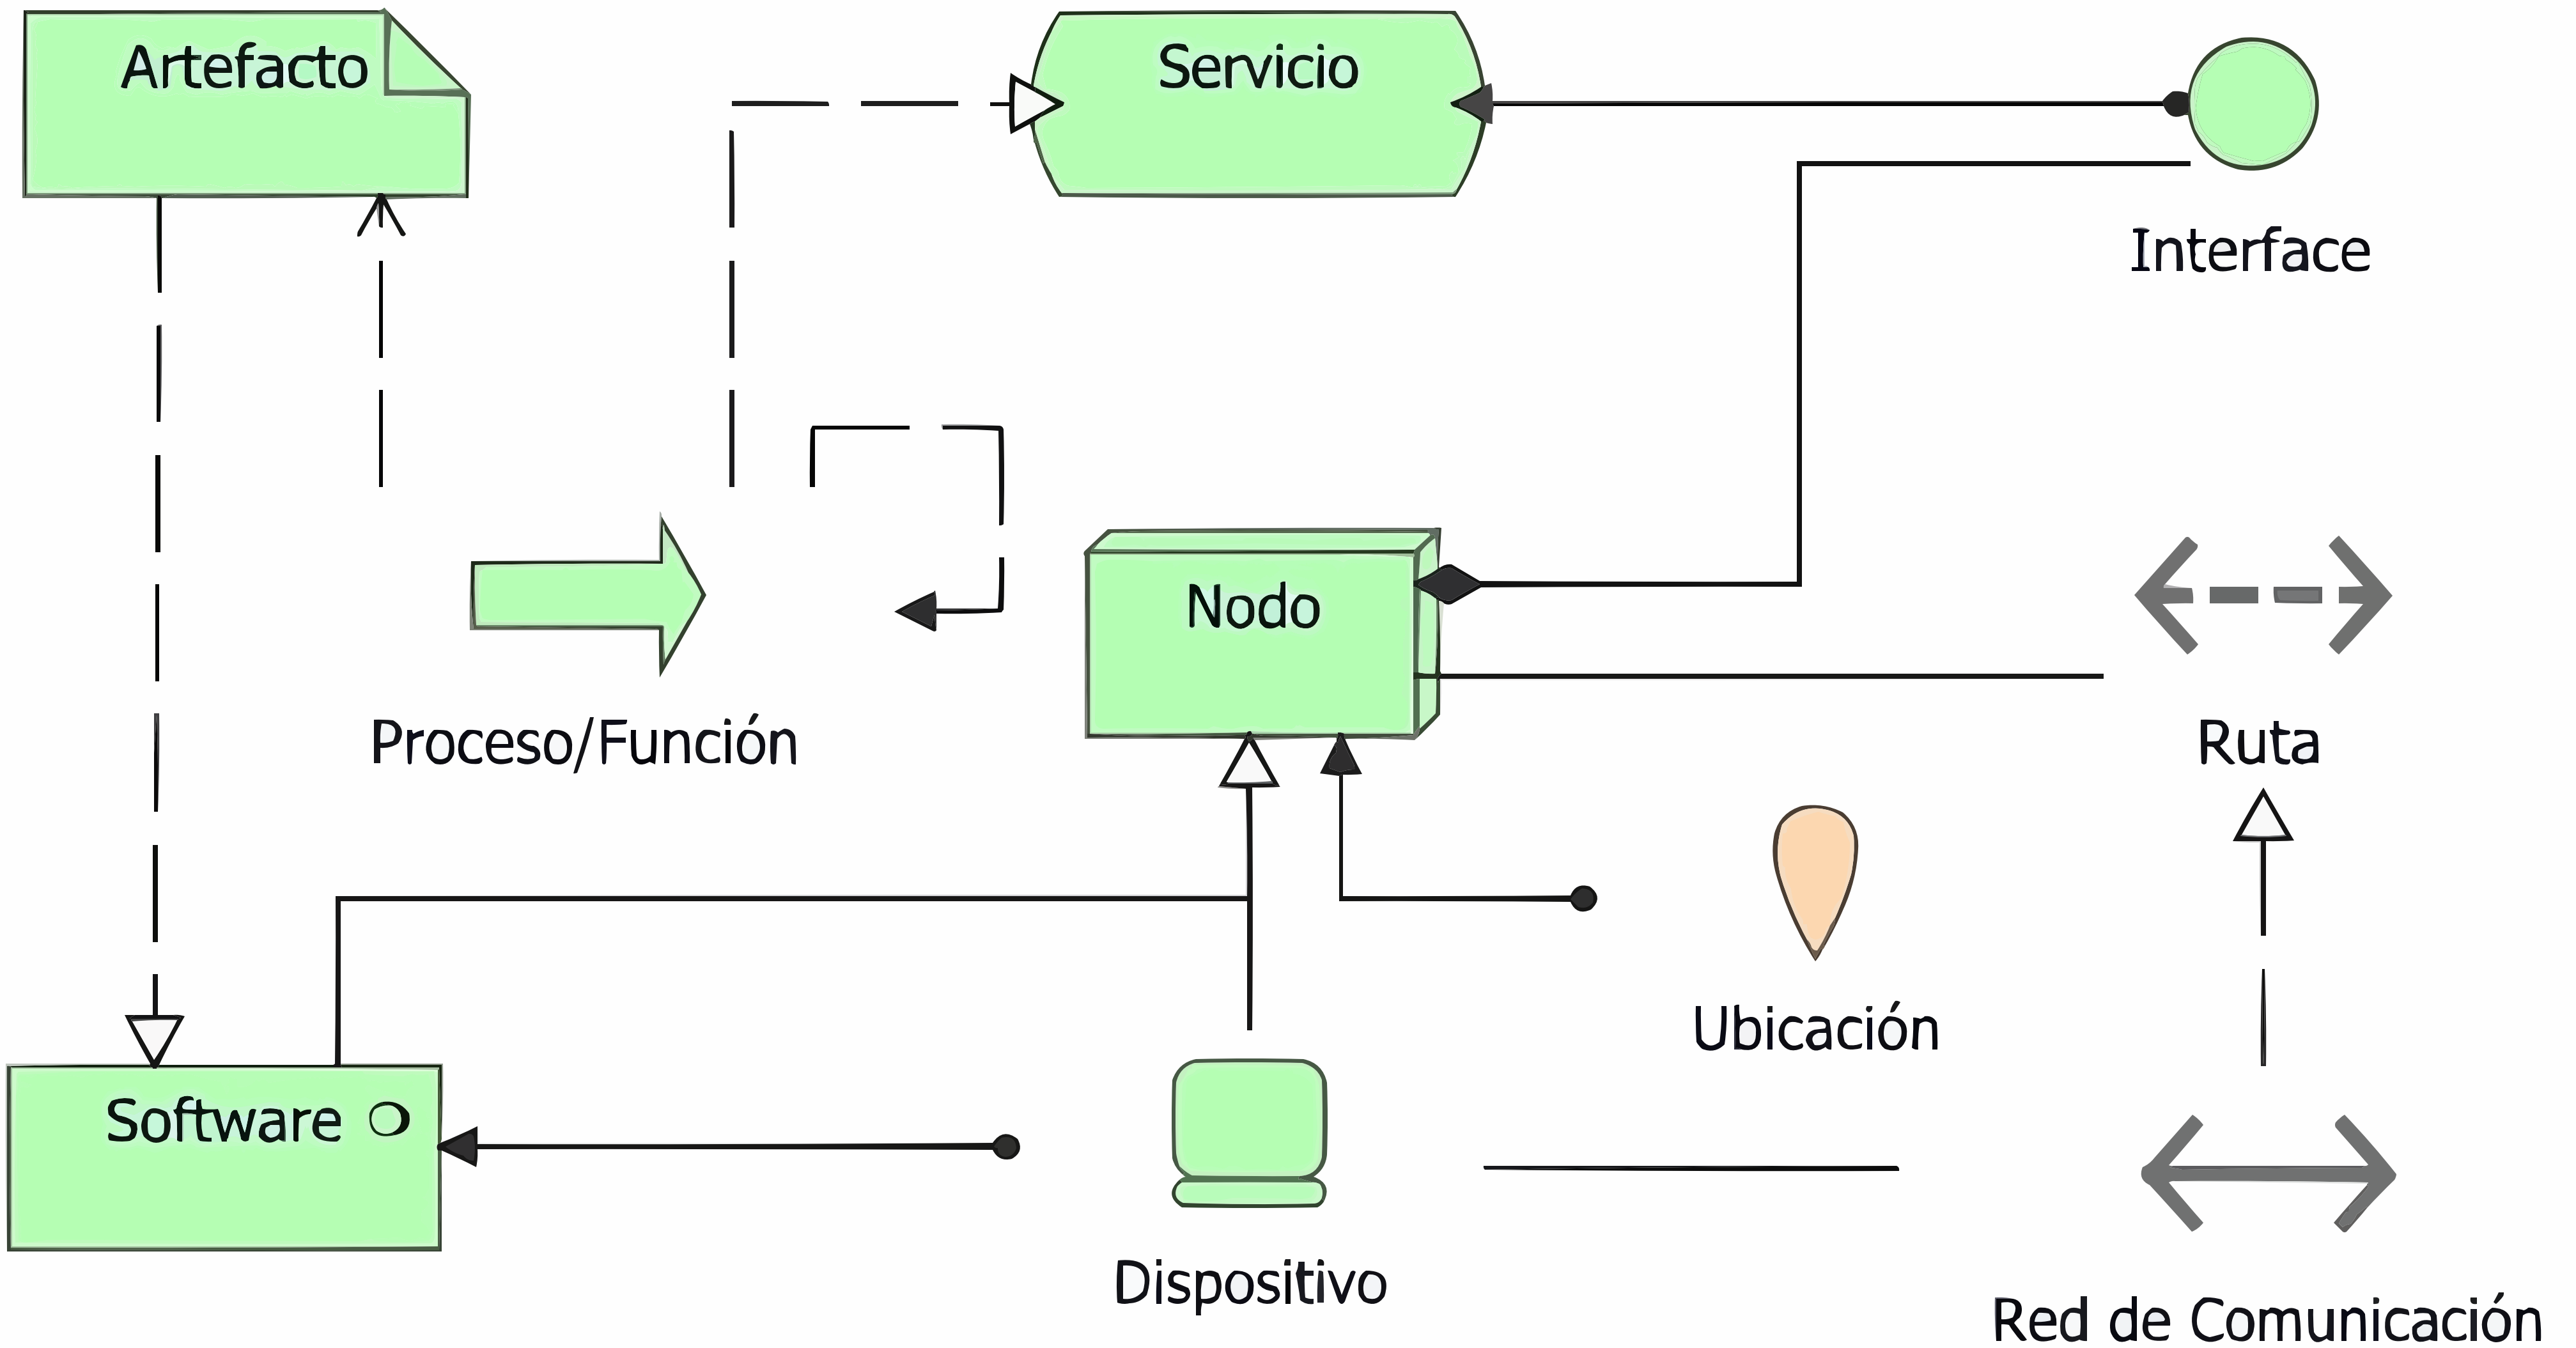 Artefacto
Servicio
Interface
Nodo
Proceso/Función
Ruta
Ubicación
Software
Dispositivo
Red de Comunicación